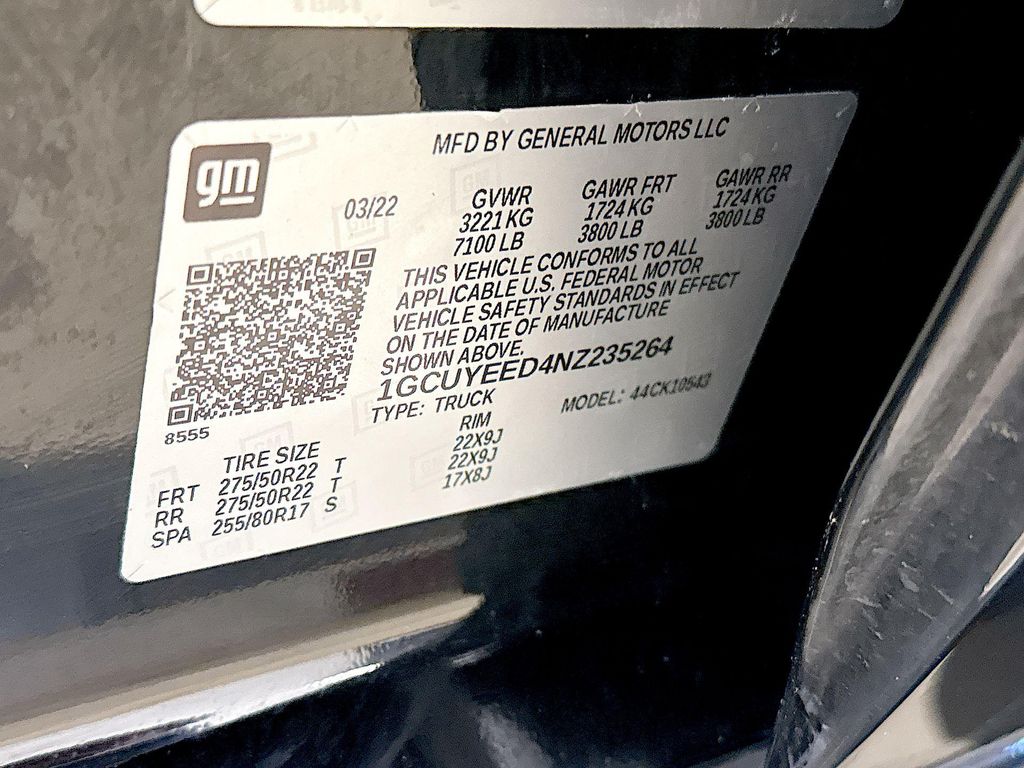 gm
MFD BY GENERAL MOTORS LLC
03/22
GVWR GAWR FRT GAWR RR
3221 KG 1724 KG 1724 KG
7100 LB 3800 LB 3800 LB
THIS VEHICLE CONFORMS TO ALL
APPLICABLE U.S. FEDERAL MOTOR
VEHICLE SAFETY STANDARDS IN EFFECT
ON THE DATE OF MANUFACTURE
SHOWN ABOVE.
1GCUYEED4NZ235264
TYPE: TRUCK MODEL: 44CK10543
8555
TIRE SIZE RIM
FRT 275/50R22 T 22X9J
RR 275/50R22 T 22X9J
SPA 255/80R17 S 17X8J